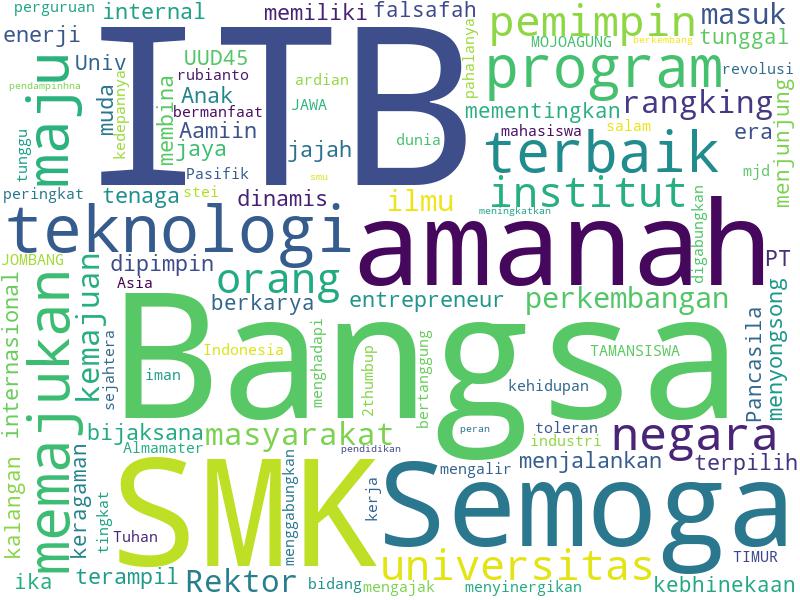 perguruan
internal
memiliki
falsafah
pemimpin
masuk
enerji
ITB
pahalanya
MOJOAGUNG
berkembang
tunggal
Univ
UUD45
program
revolusi
maju
pendampinhna
muda
kedepannya
rubianto
membina
Anak
ardian
JAWA
mementingkan
rangking
menjunjung
bermanfaat
Aamiin
dunia
mahasiswa
salam
era
tunggu
jaya
jajah
terbaik
Pasifik
smu
mjd
peringkat
tenaga
stei
dinamis
ilmu
institut
digabungkan
meningkatkan
teknologi
amanah
JOMBANG
dipimpin
PT
Asia
orang
internasional
memajukan
kemajuan
berkarya
entrepreneur
perkembangan
menyongsong
Bangsa
sejahtera
Indonesia
menghadapi
2thumbup
bertanggung
TAMANSISWA
Pancasila
iman
kehidupan
bijaksana
masyarakat
peran
toleran
industri
negara
Almamater
pendidikan
kalangan
keragaman
SMK
menggabungkan
Semoga
mengalir
menjalankan
terpilih
tingkat
kerja
Tuhan
universitas
TIMUR
ika
terampil
Rektor
bidang
mengajak
menyinergikan
kebhinekaan